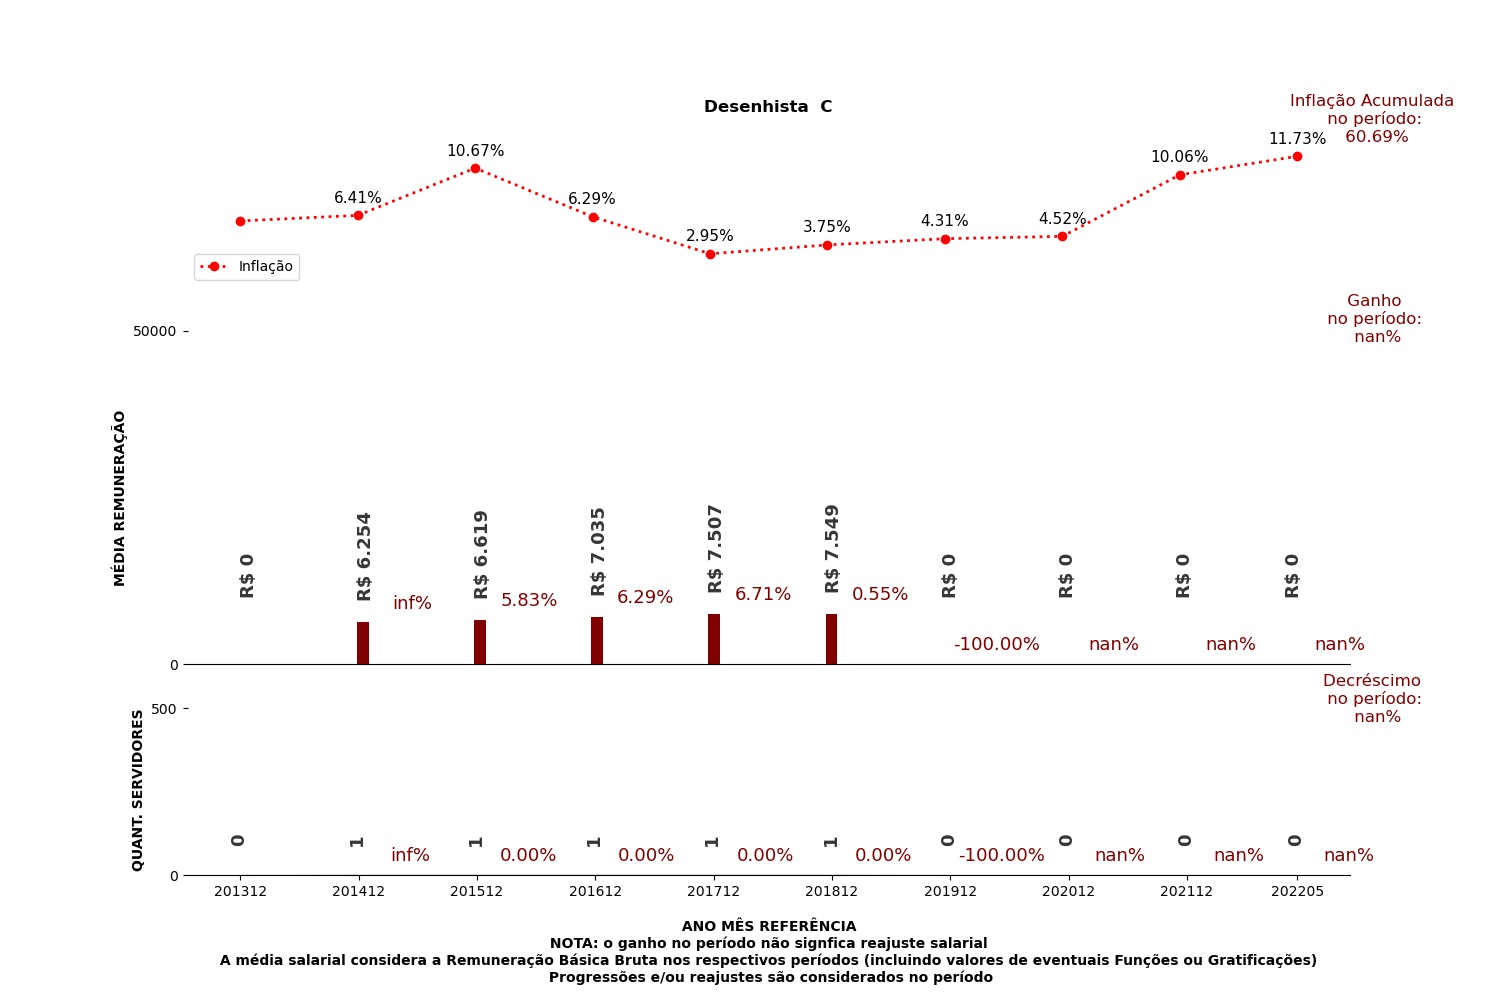 Desenhista  C
Inflação Acumulada
no período:
60.69%
6.41%
10.67%
6.29%
2.95%
3.75%
4.31%
4.52%
10.06%
11.73%
Inflação
Ganho
no período:
nan%
50000
0
MÉDIA REMUNERAÇÃO
R$ 0
R$ 6.254
R$ 6.619
R$ 7.035
R$ 7.507
R$ 7.549
R$ 0
R$ 0
R$ 0
R$ 0
inf%
5.83%
6.29%
6.71%
0.55%
-100.00%
nan%
nan%
nan%
Decréscimo
no período:
nan%
500
0
QUANT. SERVIDORES
0
1
1
1
1
1
0
0
0
0
inf%
0.00%
0.00%
0.00%
0.00%
-100.00%
nan%
nan%
nan%
201312
201412
201512
201612
201712
201812
201912
202012
202112
202205
ANO MÊS REFERÊNCIA
NOTA: o ganho no período não signfica reajuste salarial
A média salarial considera a Remuneração Básica Bruta nos respectivos períodos (incluindo valores de eventuais Funções ou Gratificações)
Progressões e/ou reajustes são considerados no período